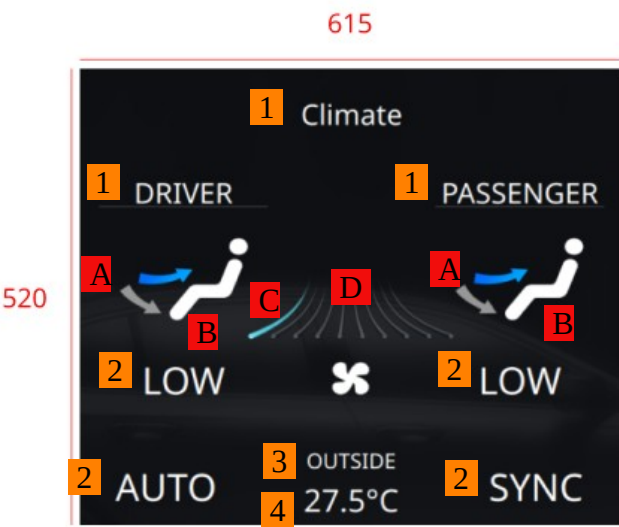 615
1 Climate
1 DRIVER
1 PASSENGER
520
A
A
C
D
B
B
2 LOW
2 LOW
2 AUTO
3 OUTSIDE
4 27.5°C
2 SYNC